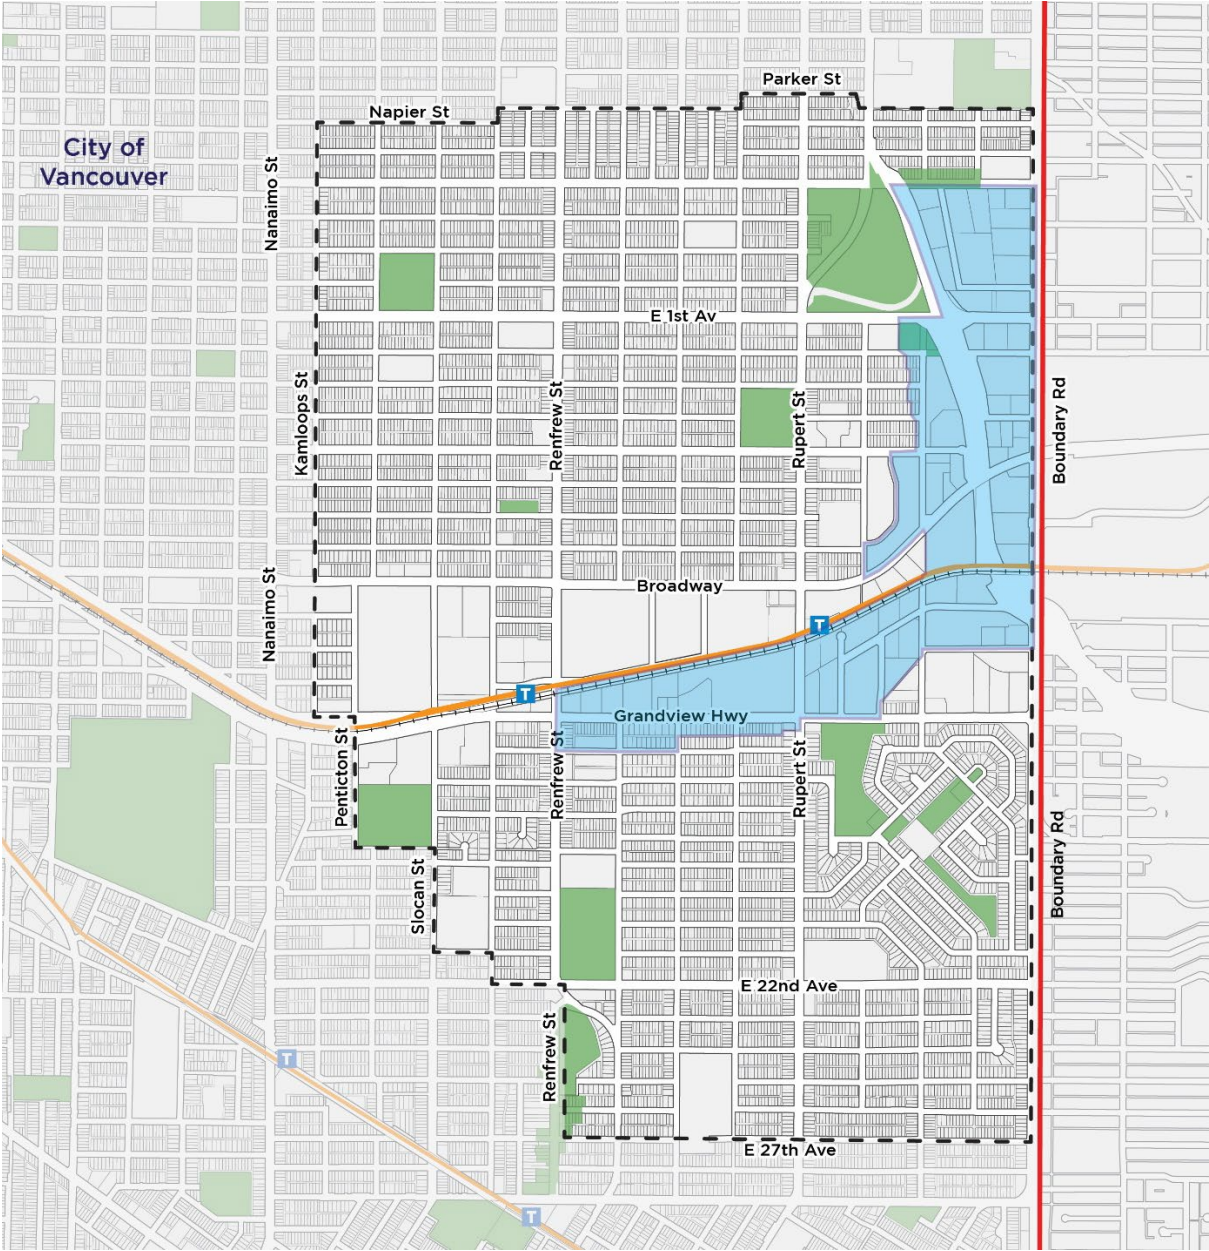 Parker St
Napier St
City of
Vancouver
Nanaimo St
E 1st Av
Kamloops St
Renfrew St
Rupert St
Boundary Rd
Broadway
Nanaimo St
T
T
Grandview Hwy
Penticton St
Renfrew St
Rupert St
Slocan St
Boundary Rd
E 22nd Ave
Renfrew St
T
E 27th Ave
T